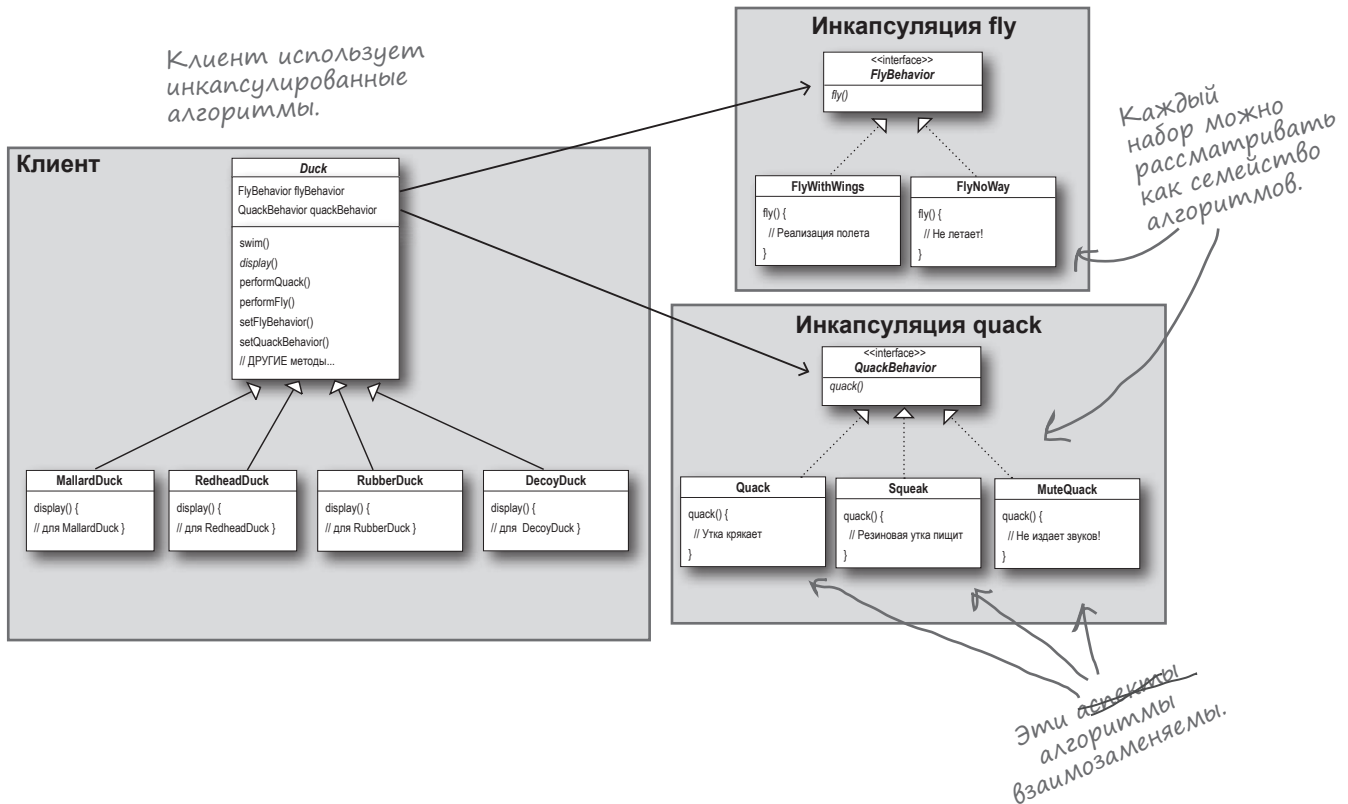 Клиент использует
инкапсулированные
алгоритмы.
Клиент
Duck
FlyBehavior flyBehavior
QuackBehavior quackBehavior
swim()
display()
performQuack()
performFly()
setFlyBehavior()
setQuackBehavior()
// ДРУГИЕ методы...
MallardDuck
display() {
// для MallardDuck }
RedheadDuck
display() {
// для RedheadDuck }
RubberDuck
display() {
// для RubberDuck }
DecoyDuck
display() {
// для DecoyDuck }
Инкапсуляция fly
<<interface>>
FlyBehavior
fly()
FlyWithWings
fly() {
// Реализация полета
}
FlyNoWay
fly() {
// Не летает!
}
Каждый
набор можно
рассматривать
как семейство
алгоритмов.
Инкапсуляция quack
<<interface>>
QuackBehavior
quack()
Quack
quack() {
// Утка крякает
}
Squeak
quack() {
// Резиновая утка пищит
}
MuteQuack
quack() {
// Не издает звуков!
}
Эти аспекты
алгоритмы
взаимозаменяемы.